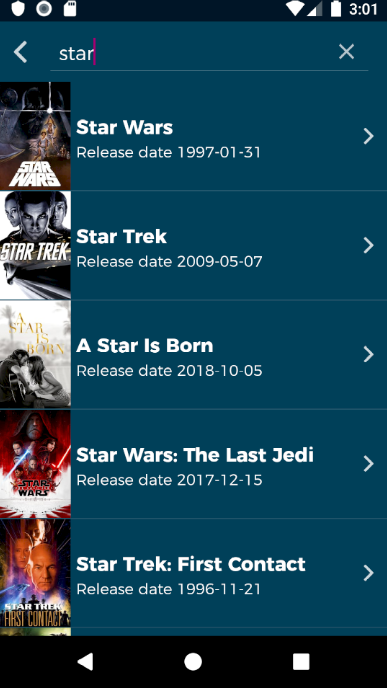 3:01
star
STAR
WARS
Star Wars
Release date 1997-01-31
STAR TREK
Star Trek
Release date 2009-05-07
A
STAR
IS
BORN
A Star Is Born
Release date 2018-10-05
STAR
WARS
Star Wars: The Last Jedi
Release date 2017-12-15
STAR TREK
FIRST CONTACT
Star Trek: First Contact
Release date 1996-11-21